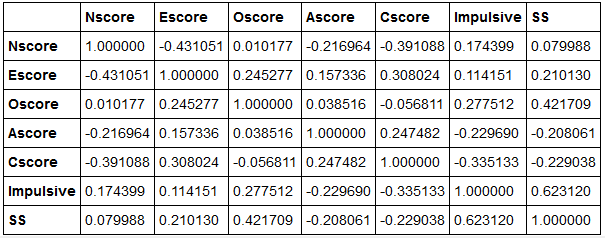 Nscore Escore Oscore Ascore Cscore Impulsive SS
Nscore 1.000000 -0.431051 0.010177 -0.216964 -0.391088 0.174399 0.079988
Escore -0.431051 1.000000 0.245277 0.157336 0.308024 0.114151 0.210130
Oscore 0.010177 0.245277 1.000000 0.038516 -0.056811 0.277512 0.421709
Ascore -0.216964 0.157336 0.038516 1.000000 0.247482 -0.229690 -0.208061
Cscore -0.391088 0.308024 -0.056811 0.247482 1.000000 -0.335133 -0.229038
Impulsive 0.174399 0.114151 0.277512 -0.229690 -0.335133 1.000000 0.623120
SS 0.079988 0.210130 0.421709 -0.208061 -0.229038 0.623120 1.000000